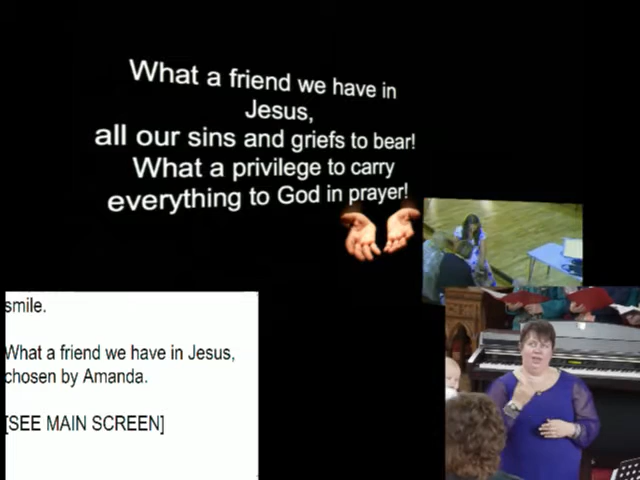 What a friend we have in
Jesus,
all our sins and griefs to bear!
What a privilege to carry
everything to God in prayer!
smile.
What a friend we have in Jesus,
chosen by Amanda.
[SEE MAIN SCREEN]